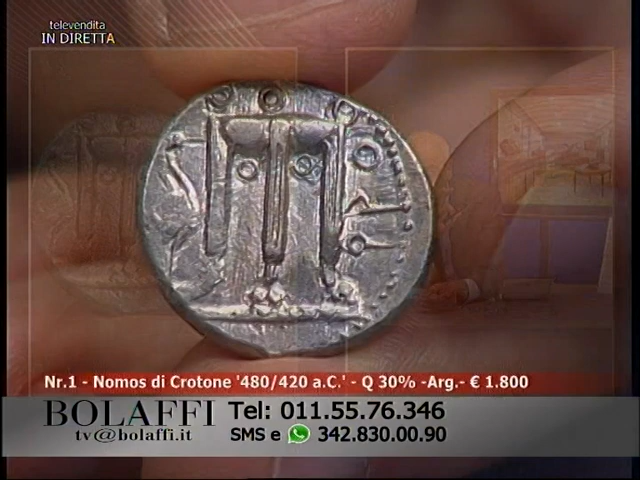 televendita
IN DIRETTA
Nr.1 - Nomos di Crotone '480/420 a.C.' - Q 30% -Arg.- € 1.800
BOLAFFI
tv@bolaffi.it
Tel: 011.55.76.346
SMS e 342.830.00.90